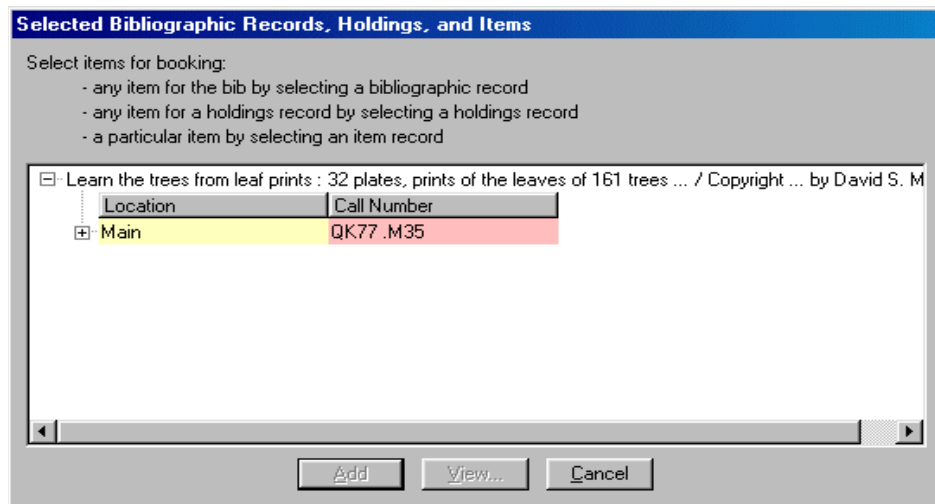 Selected Bibliographic Records, Holdings, and Items
Select items for booking:
- any item for the bib by selecting a bibliographic record
- any item for a holdings record by selecting a holdings record
- a particular item by selecting an item record
Learn the trees from leaf prints : 32 plates, prints of the leaves of 161 trees ... / Copyright ... by David S. M
Location Call Number
Main QK77 .M35
Add View... Cancel